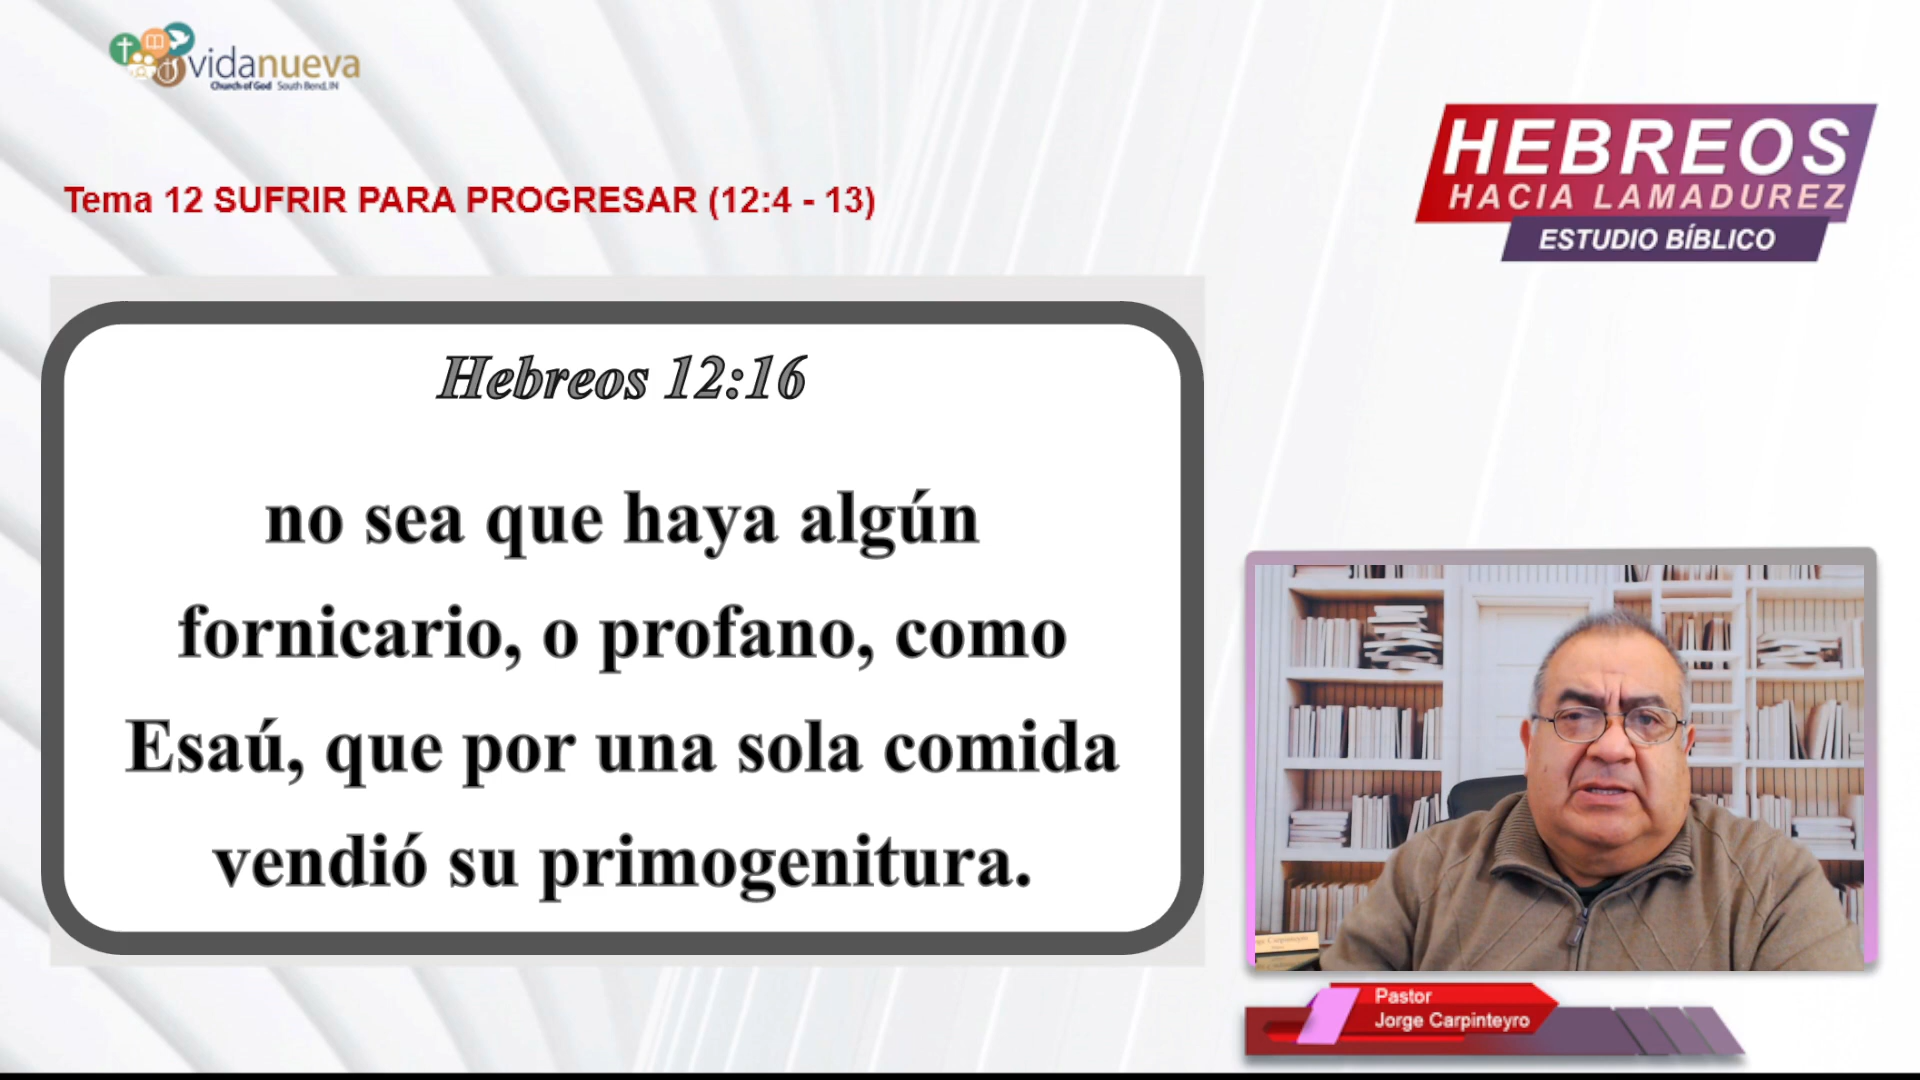 vidanueva
Church of God South Bend, IN
HEBREOS
HACIA LAMADUREZ
ESTUDIO BÍBLICO
Tema 12 SUFRIR PARA PROGRESAR (12:4 - 13)
Hebreos 12:16
no sea que haya algún
fornicario, o profano, como
Esaú, que por una sola comida
vendió su primogenitura.
Pastor
Jorge Carpinteyro